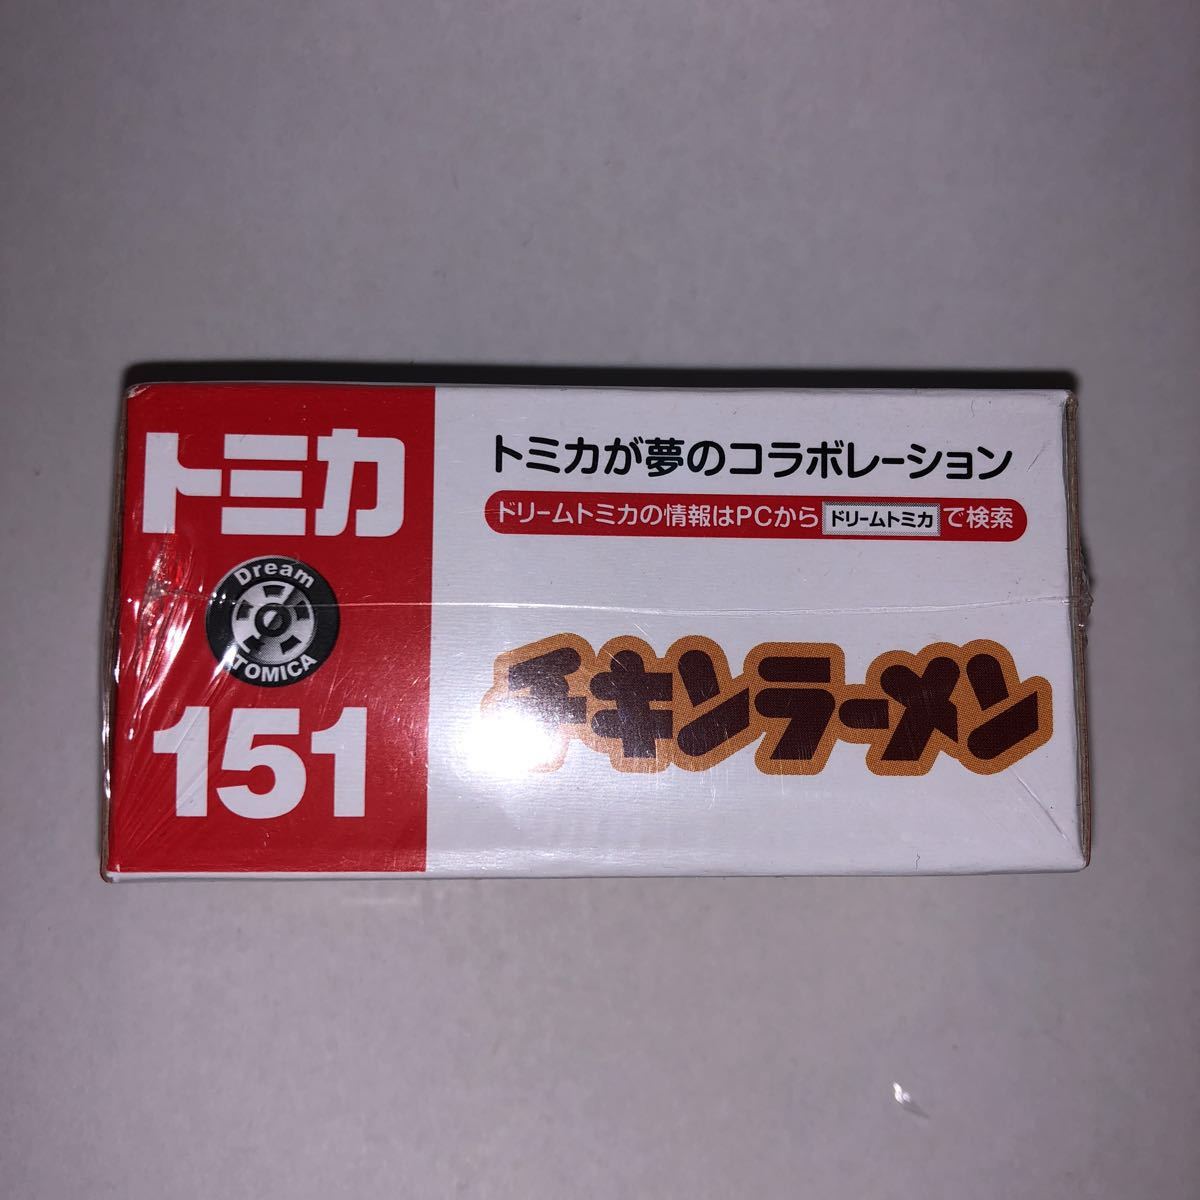 トミカ
Dream
TOMICA
151
トミカが夢のコラボレーション
ドリームトミカの情報はPCから ドリームトミカ で検索
チキンラーメン